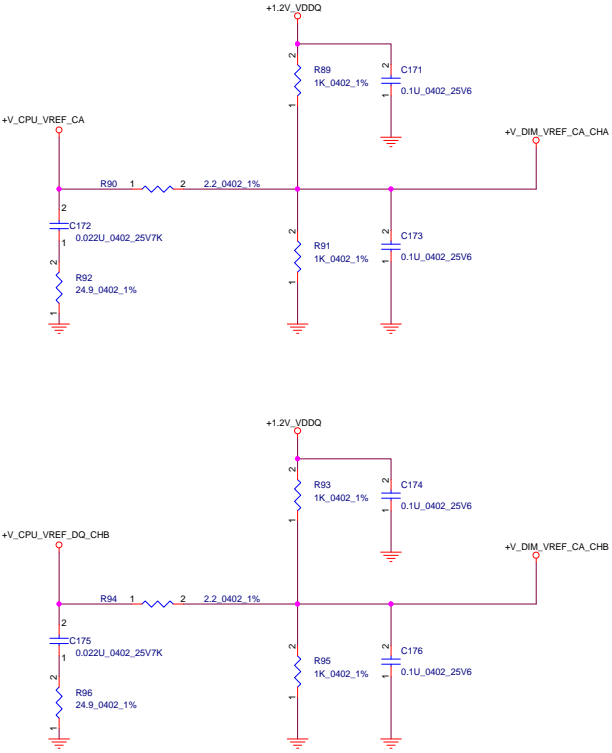 +1.2V_VDDQ
2
R89
1K_0402_1%
1
2
C171
0.1U_0402_25V6
1
+V_CPU_VREF_CA
+V_DIM_VREF_CA_CHA
R90
1
2
2.2_0402_1%
2
C172
0.022U_0402_25V7K
1
2
R92
24.9_0402_1%
1
2
R91
1K_0402_1%
1
2
C173
0.1U_0402_25V6
1
+1.2V_VDDQ
2
R93
1K_0402_1%
1
2
C174
0.1U_0402_25V6
1
+V_CPU_VREF_DQ_CHB
+V_DIM_VREF_CA_CHB
R94
1
2
2.2_0402_1%
2
C175
0.022U_0402_25V7K
1
2
R96
24.9_0402_1%
1
2
R95
1K_0402_1%
1
2
C176
0.1U_0402_25V6
1